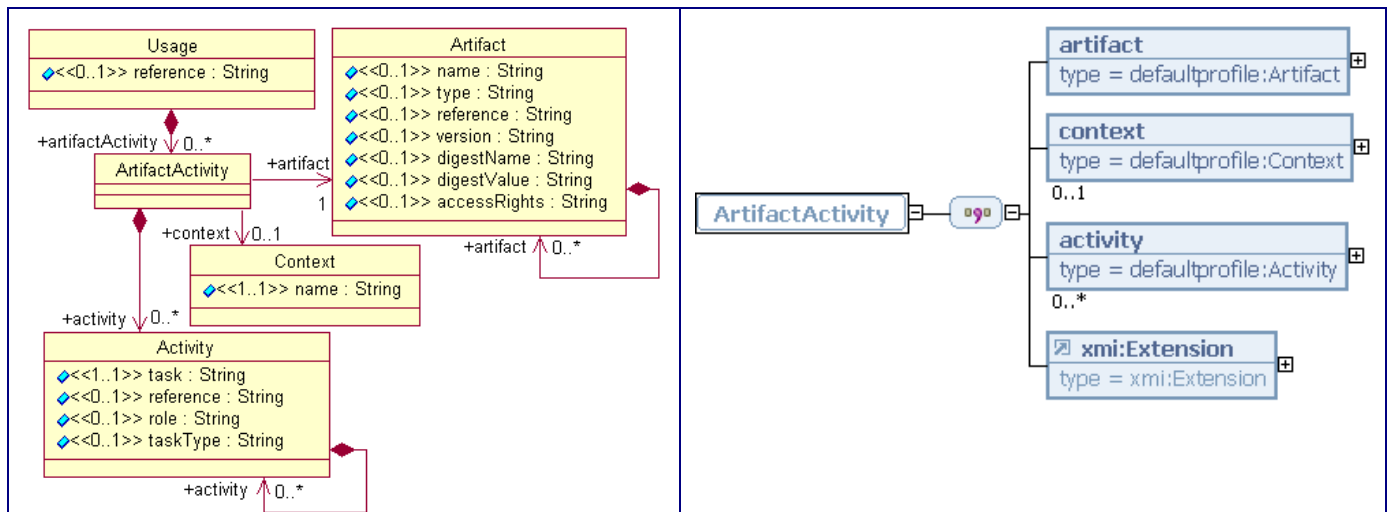 Usage
<<0..1>> reference : String
+artifactActivity
0..*
ArtifactActivity
+artifact
1
Artifact
<<0..1>> name : String
<<0..1>> type : String
<<0..1>> reference : String
<<0..1>> version : String
<<0..1>> digestName : String
<<0..1>> digestValue : String
<<0..1>> accessRights : String
+artifact
0..*
+context
0..1
Context
<<1..1>> name : String
+activity
0..*
Activity
<<1..1>> task : String
<<0..1>> reference : String
<<0..1>> role : String
<<0..1>> taskType : String
+activity
0..*
ArtifactActivity
artifact
type = defaultprofile:Artifact
context
type = defaultprofile:Context
0..1
activity
type = defaultprofile:Activity
0..*
xmi:Extension
type = xmi:Extension